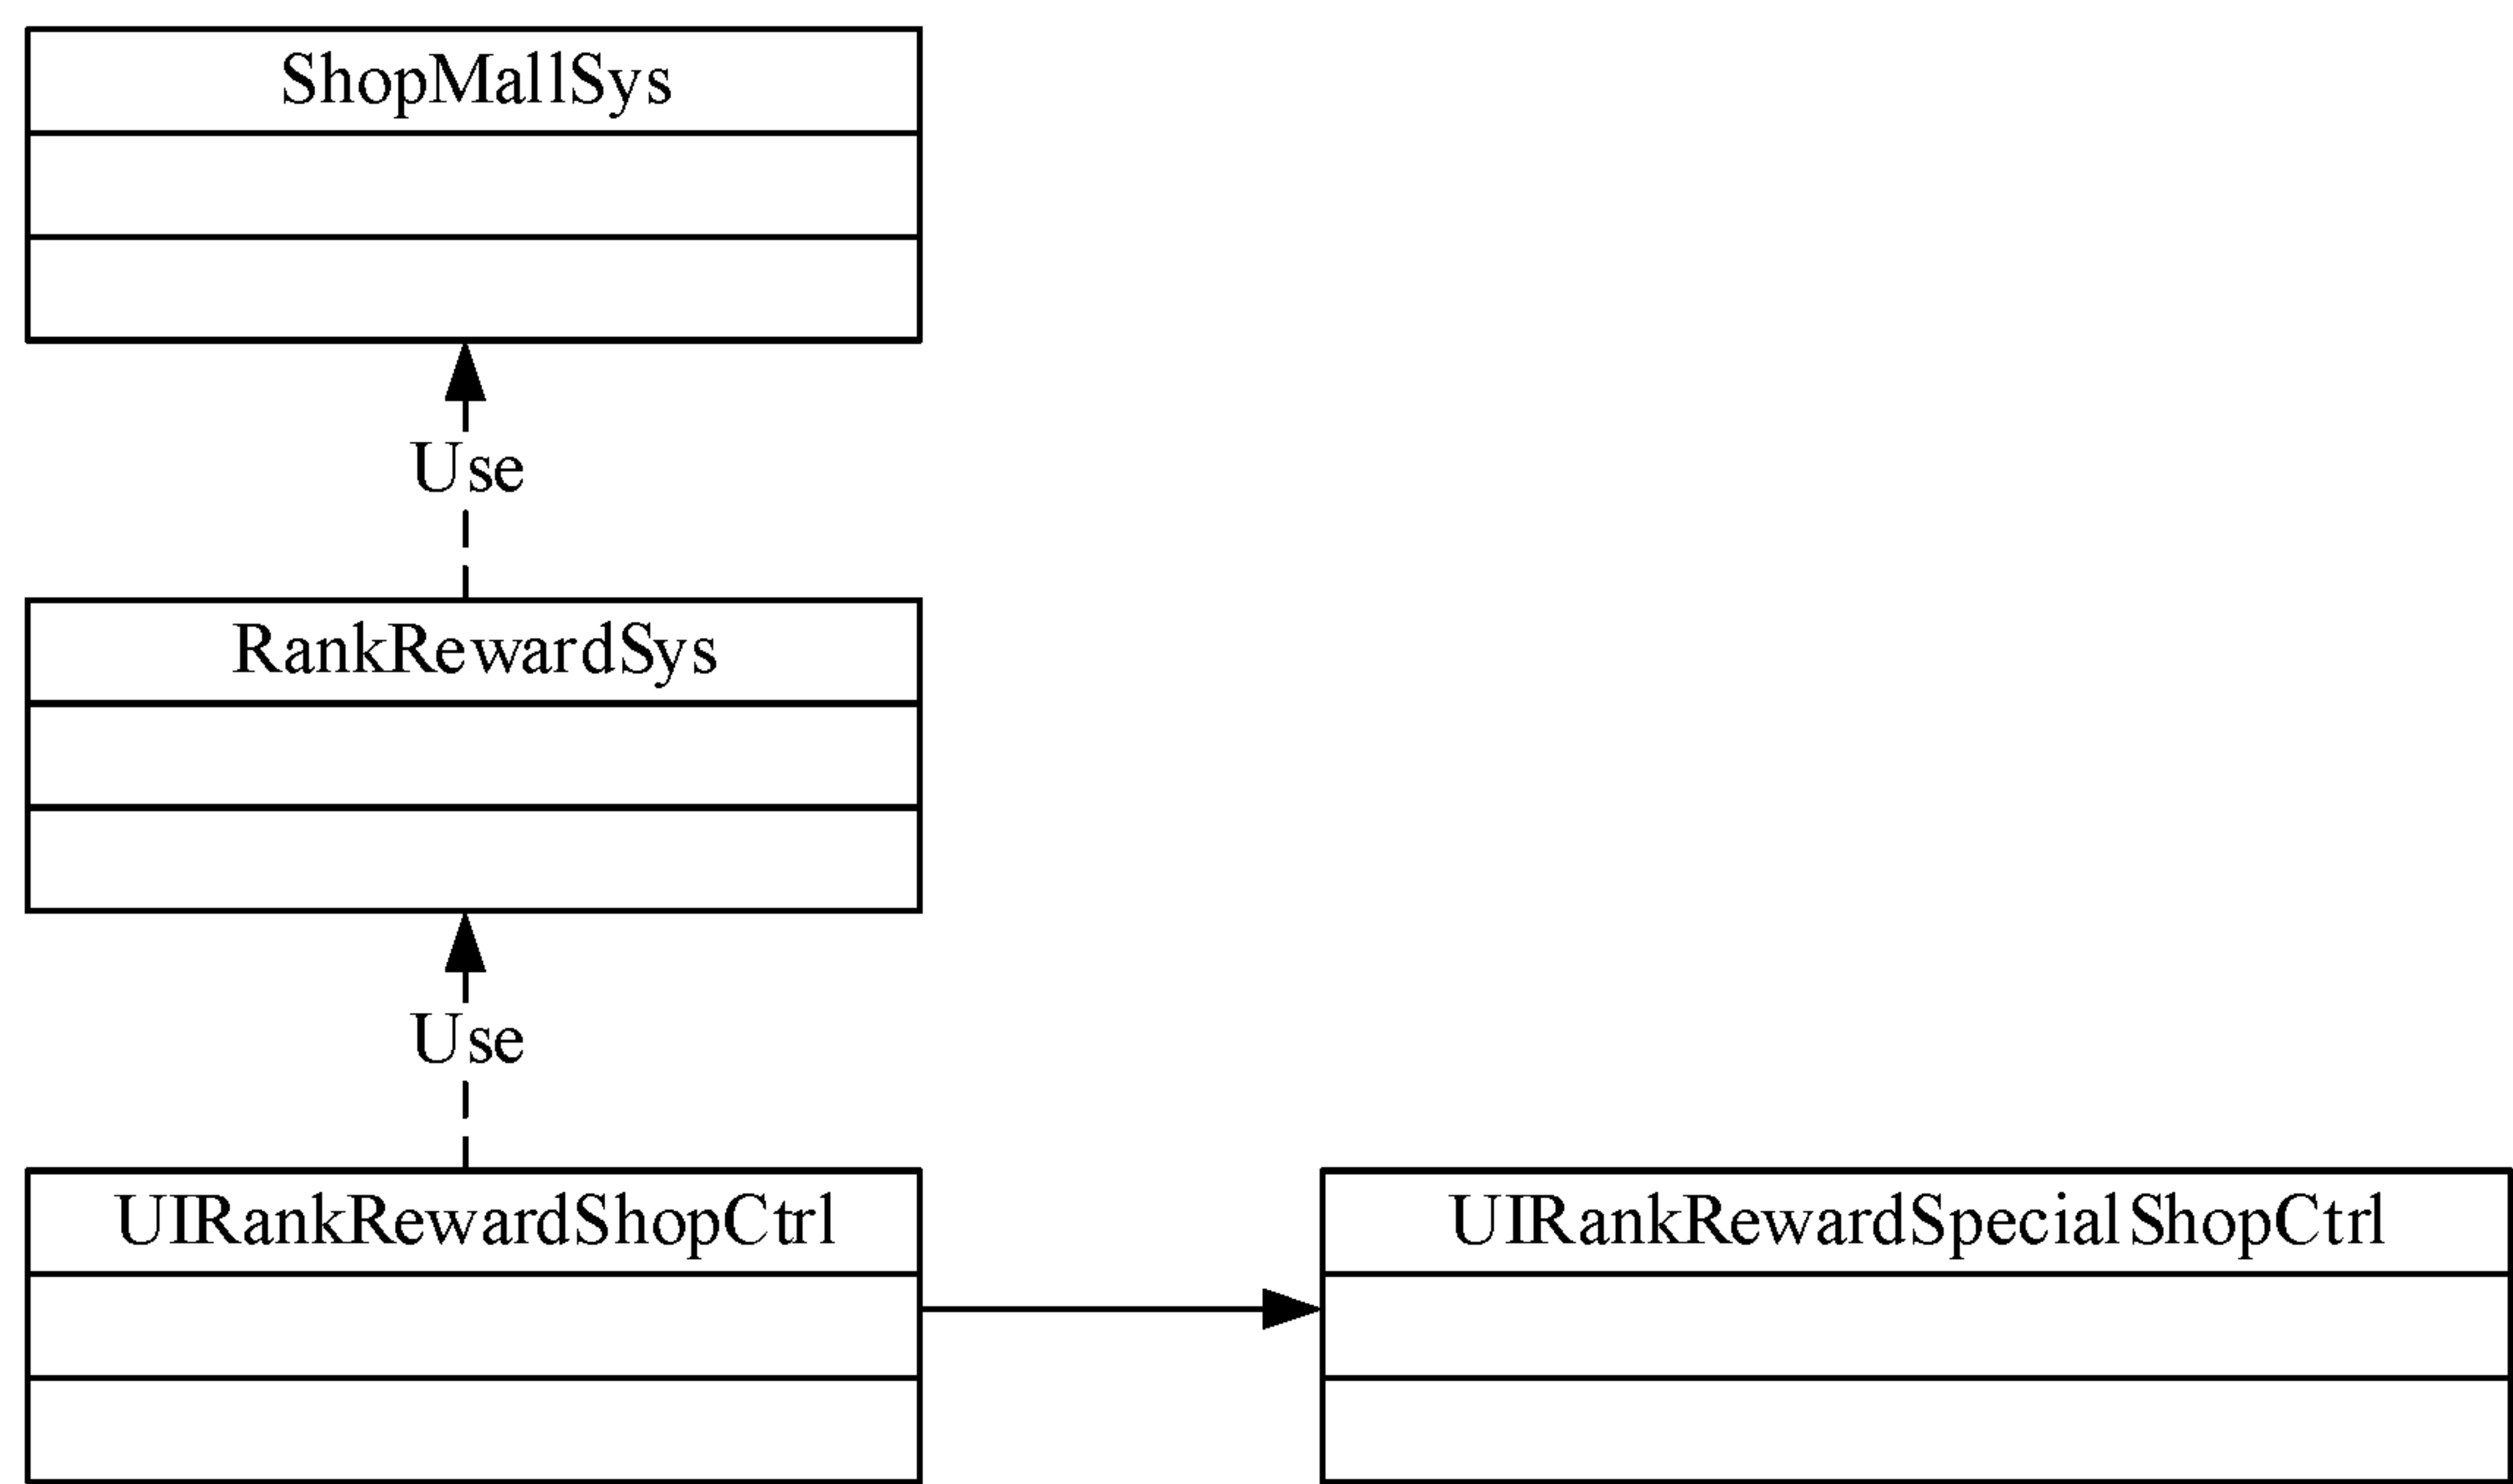 ShopMallSys
Use
RankRewardSys
Use
UIRankRewardShopCtrl
UIRankRewardSpecialShopCtrl